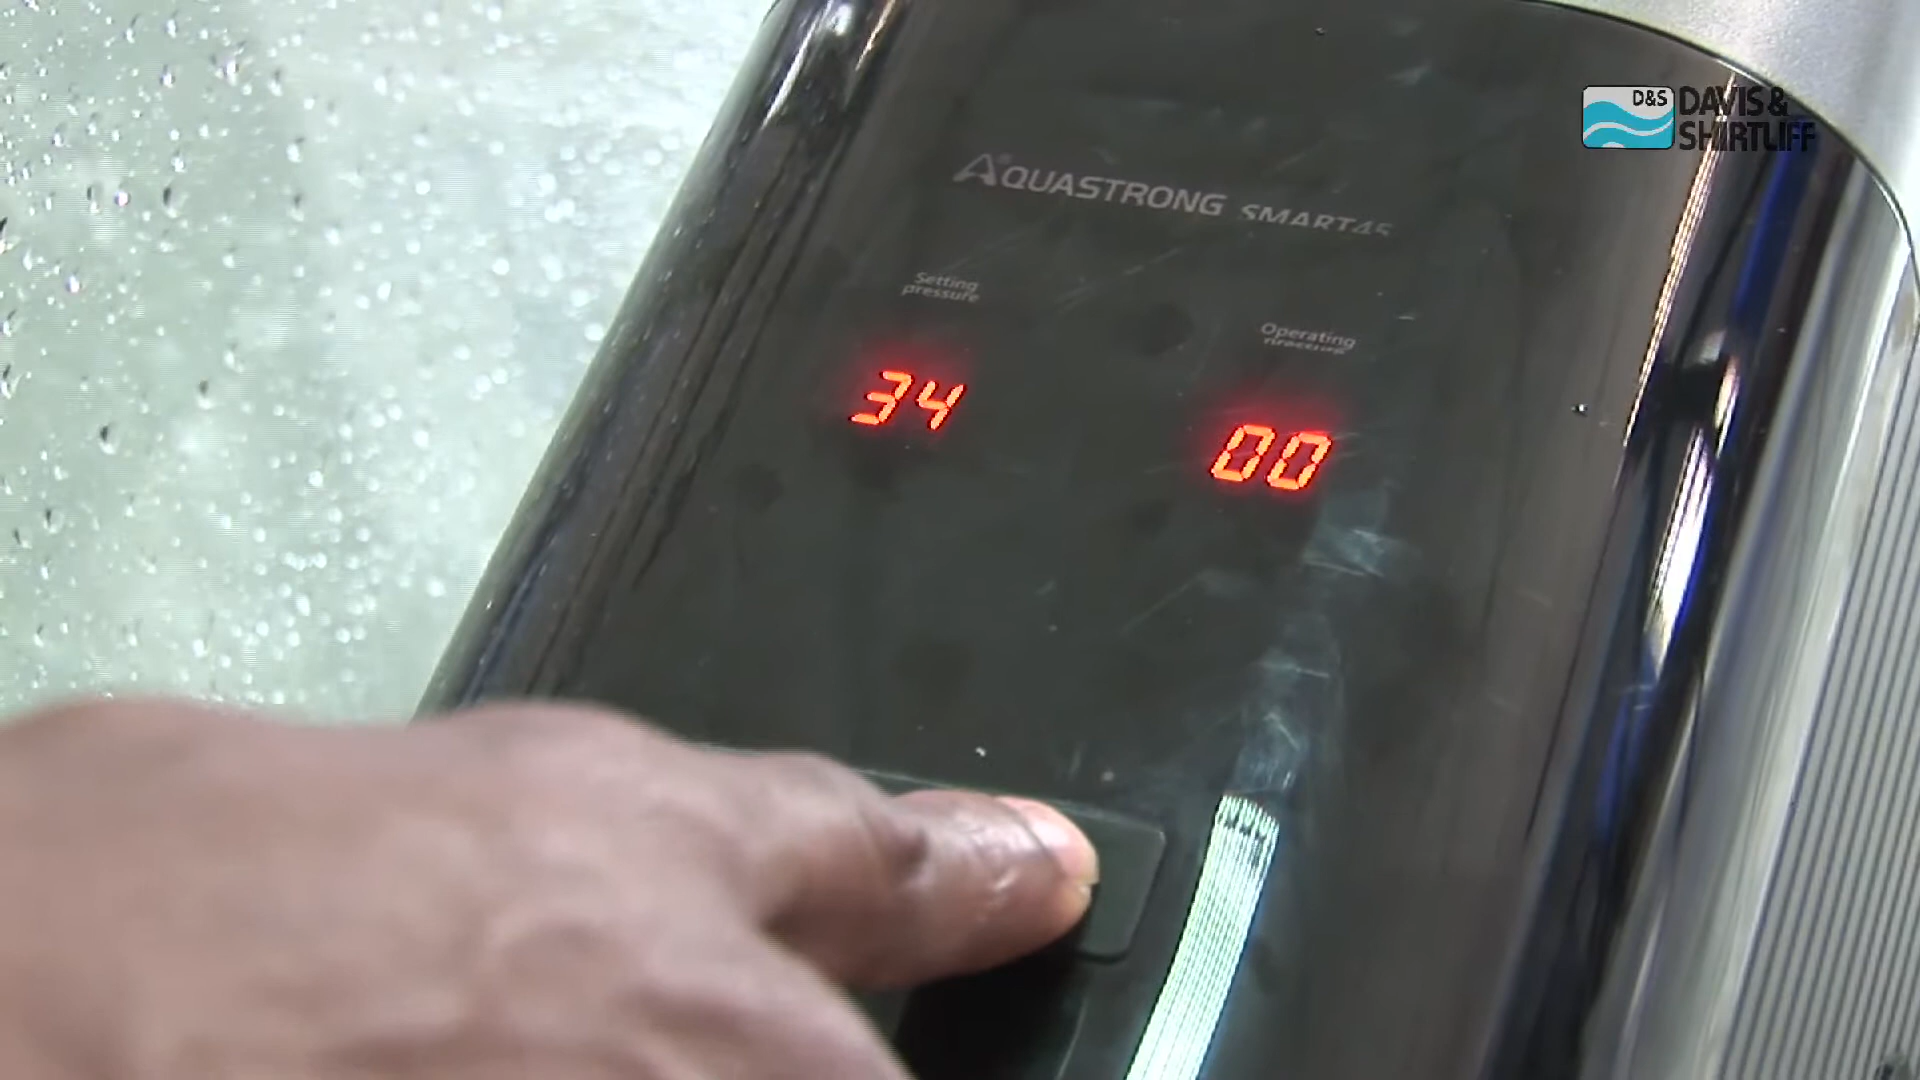 D&S DAVIS &
SHIRTLIFF
AQUASTRONG SMART45
Setting
pressure
Operating
pressure
34
00